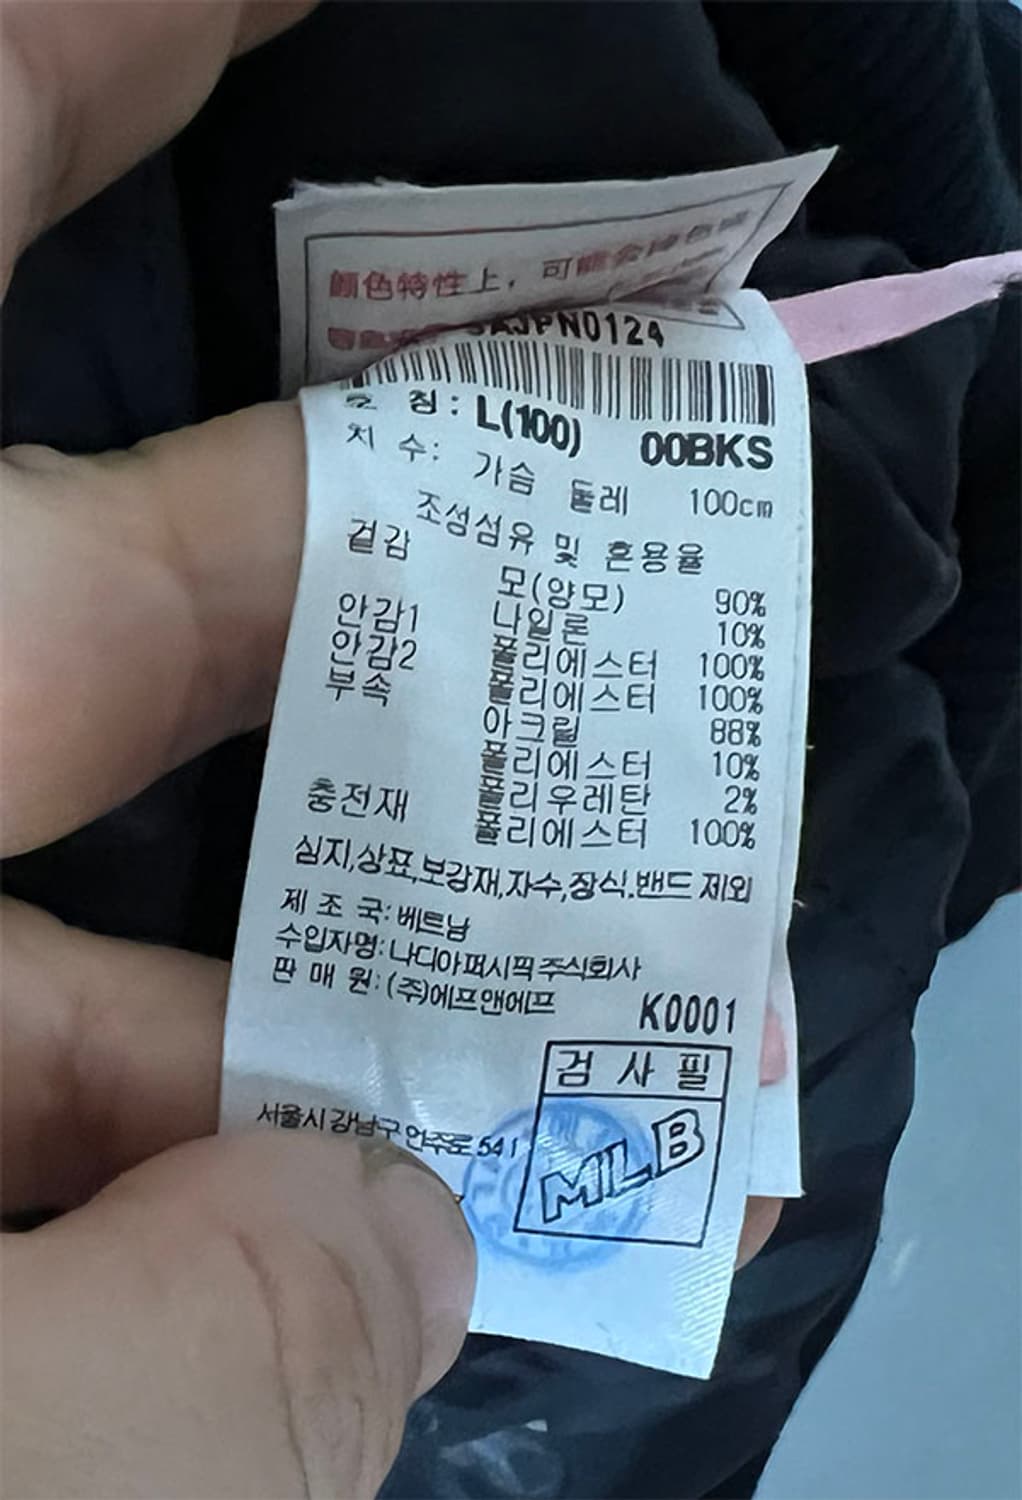 顔色特性上，可能會掉色或
3AJPN0124
호 칭: L(100) 00BKS
치 수: 가슴 둘레 100cm
조성섬유 및 혼용율
겉감 모(양모) 90%
나일론 10%
안감1 폴리에스터 100%
안감2 폴리에스터 100%
부속 아크릴 88%
폴리에스터 10%
폴리우레탄 2%
충전재 폴리에스터 100%
심지,상표,보강재,자수,장식.밴드 제외
제 조 국: 베트남
수입자명: 나디아퍼시픽 주식회사
판 매 원: (주)에프앤에프
K0001
검 사 필
MLB
서울시 강남구 언주로 541